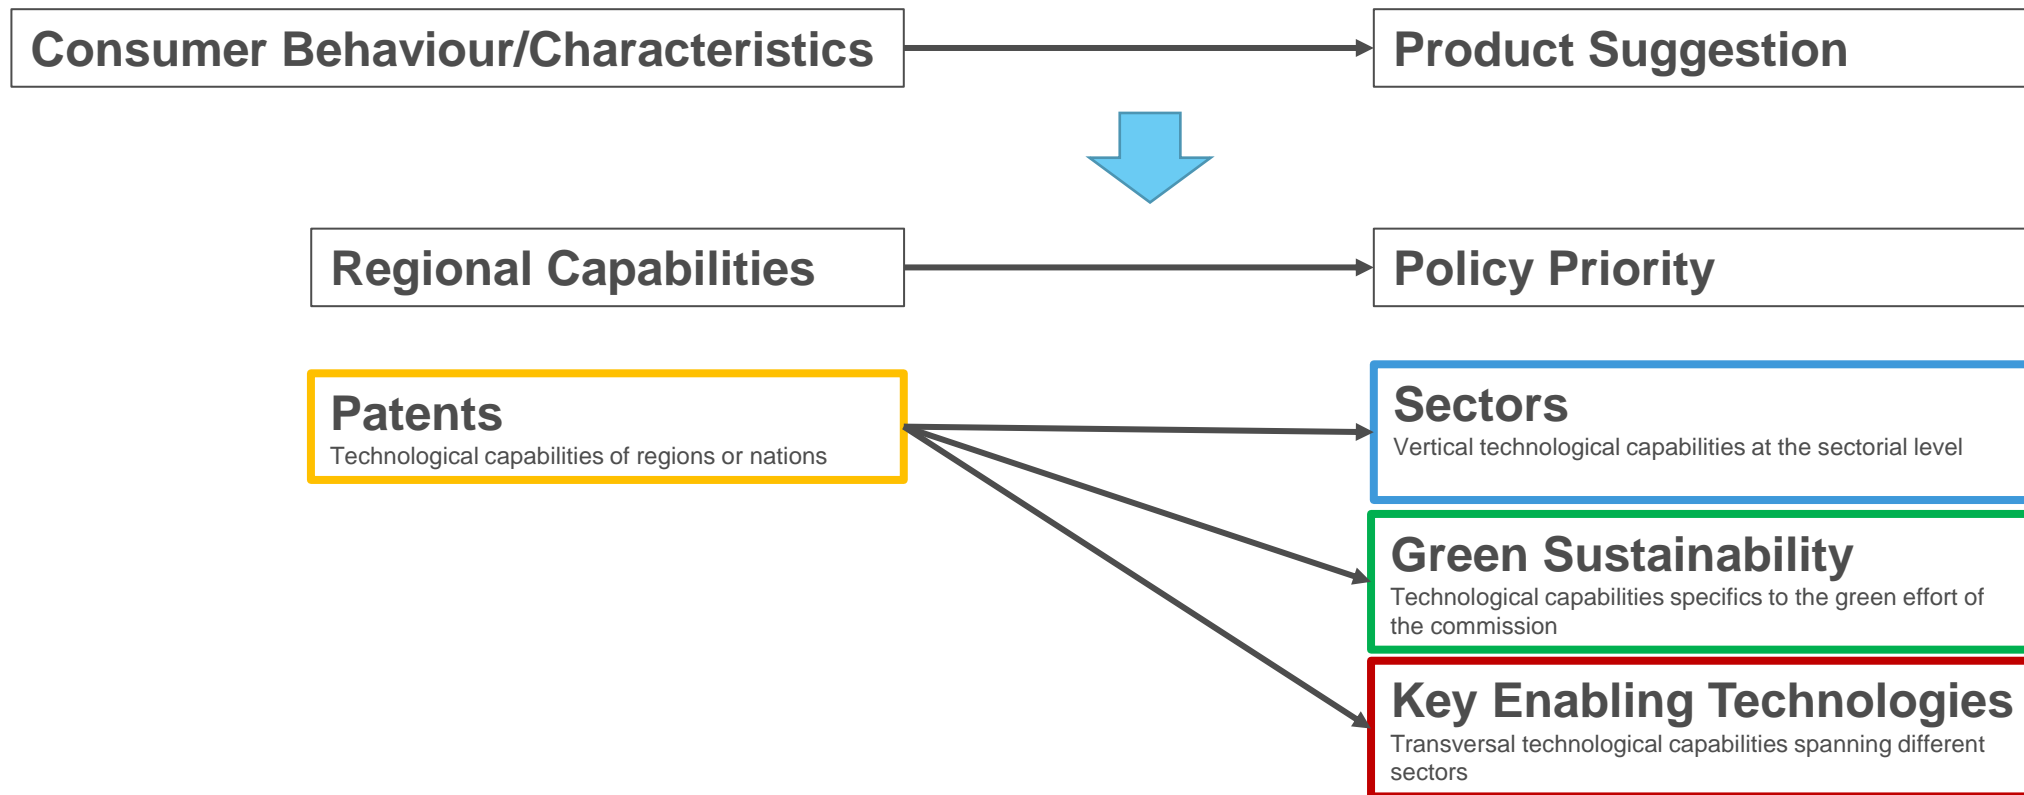 Consumer Behaviour/Characteristics
Product Suggestion
Regional Capabilities
Policy Priority
Patents
Technological capabilities of regions or nations
Sectors
Vertical technological capabilities at the sectorial level
Green Sustainability
Technological capabilities specifics to the green effort of
the commission
Key Enabling Technologies
Transversal technological capabilities spanning different
sectors